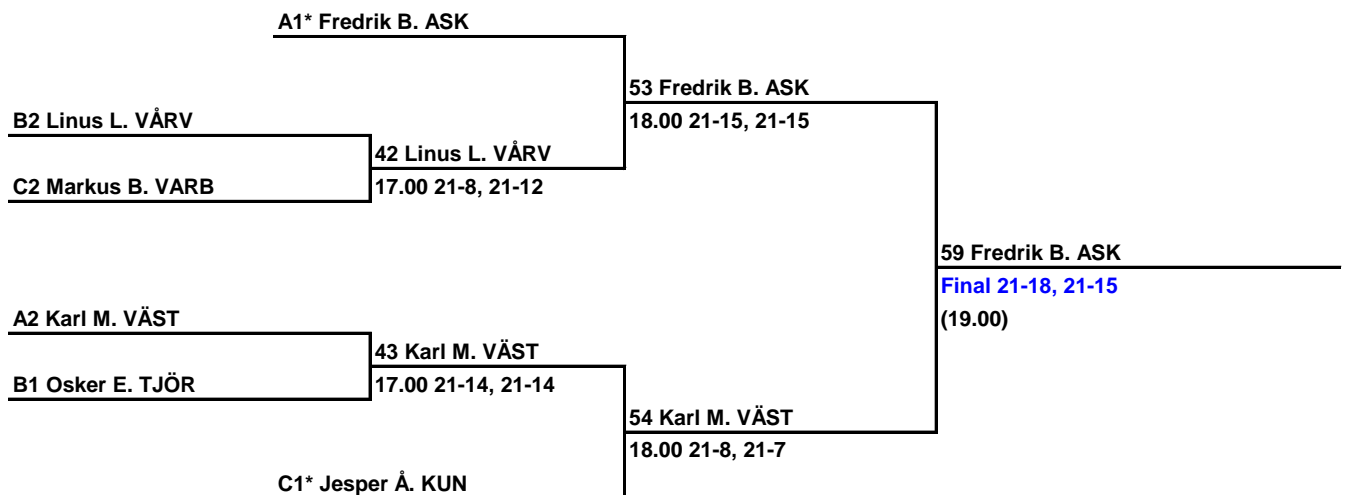 A1* Fredrik B. ASK
53 Fredrik B. ASK
B2 Linus L. VÅRV
18.00 21-15, 21-15
42 Linus L. VÅRV
C2 Markus B. VARB
17.00 21-8, 21-12
59 Fredrik B. ASK
Final 21-18, 21-15
A2 Karl M. VÄST
(19.00)
43 Karl M. VÄST
B1 Osker E. TJÖR
17.00 21-14, 21-14
54 Karl M. VÄST
18.00 21-8, 21-7
C1* Jesper Å. KUN